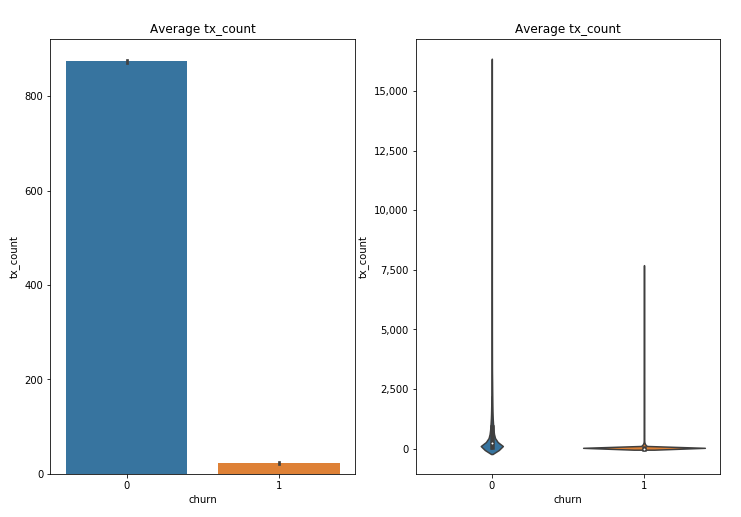 Average tx_count
800
600
400
200
0
tx_count
0
1
churn
Average tx_count
15,000
12,500
10,000
7,500
5,000
2,500
0
tx_count
0
1
churn